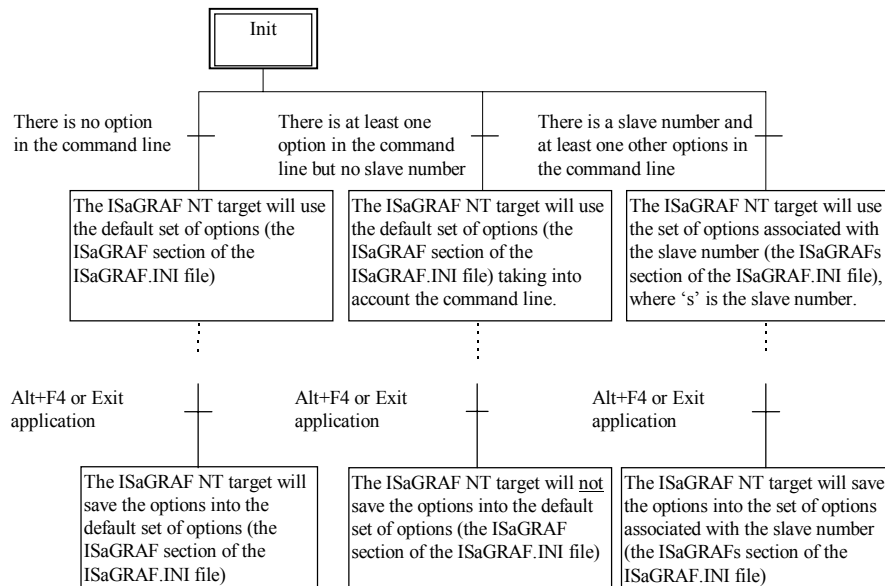 Init
There is no option
in the command line
There is at least one
option in the command
line but no slave number
There is a slave number and
at least one other options in
the command line
The ISaGRAF NT target will use
the default set of options (the
ISaGRAF section of the
ISaGRAF.INI file)
The ISaGRAF NT target will use
the default set of options (the
ISaGRAF section of the
ISaGRAF.INI file) taking into
account the command line.
The ISaGRAF NT target will use
the set of options associated with
the slave number (the ISaGRAFs
section of the ISaGRAF.INI file),
where ‘s’ is the slave number.
Alt+F4 or Exit
application
Alt+F4 or Exit
application
Alt+F4 or Exit
application
The ISaGRAF NT target will
save the options into the
default set of options (the
ISaGRAF section of the
ISaGRAF.INI file)
The ISaGRAF NT target will not
save the options into the default
set of options (the ISaGRAF
section of the ISaGRAF.INI file)
The ISaGRAF NT target will save
the options into the set of options
associated with the slave number
(the ISaGRAFs section of the
ISaGRAF.INI file)